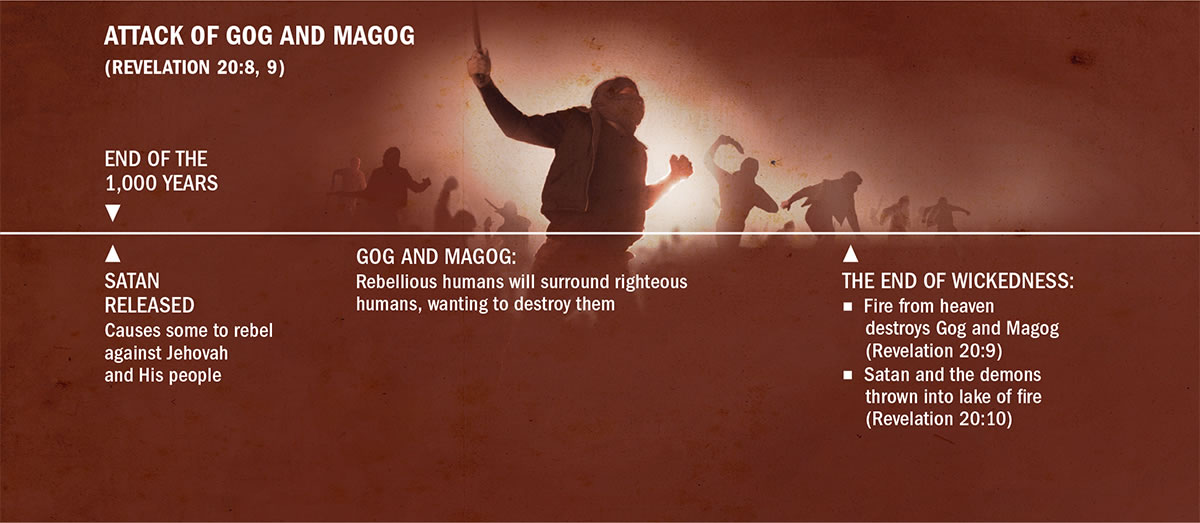 ATTACK OF GOG AND MAGOG
(REVELATION 20:8, 9)
END OF THE
1,000 YEARS
SATAN
RELEASED
Causes some to rebel
against Jehovah
and His people
GOG AND MAGOG:
Rebellious humans will surround righteous
humans, wanting to destroy them
THE END OF WICKEDNESS:
■ Fire from heaven
destroys Gog and Magog
(Revelation 20:9)
■ Satan and the demons
thrown into lake of fire
(Revelation 20:10)